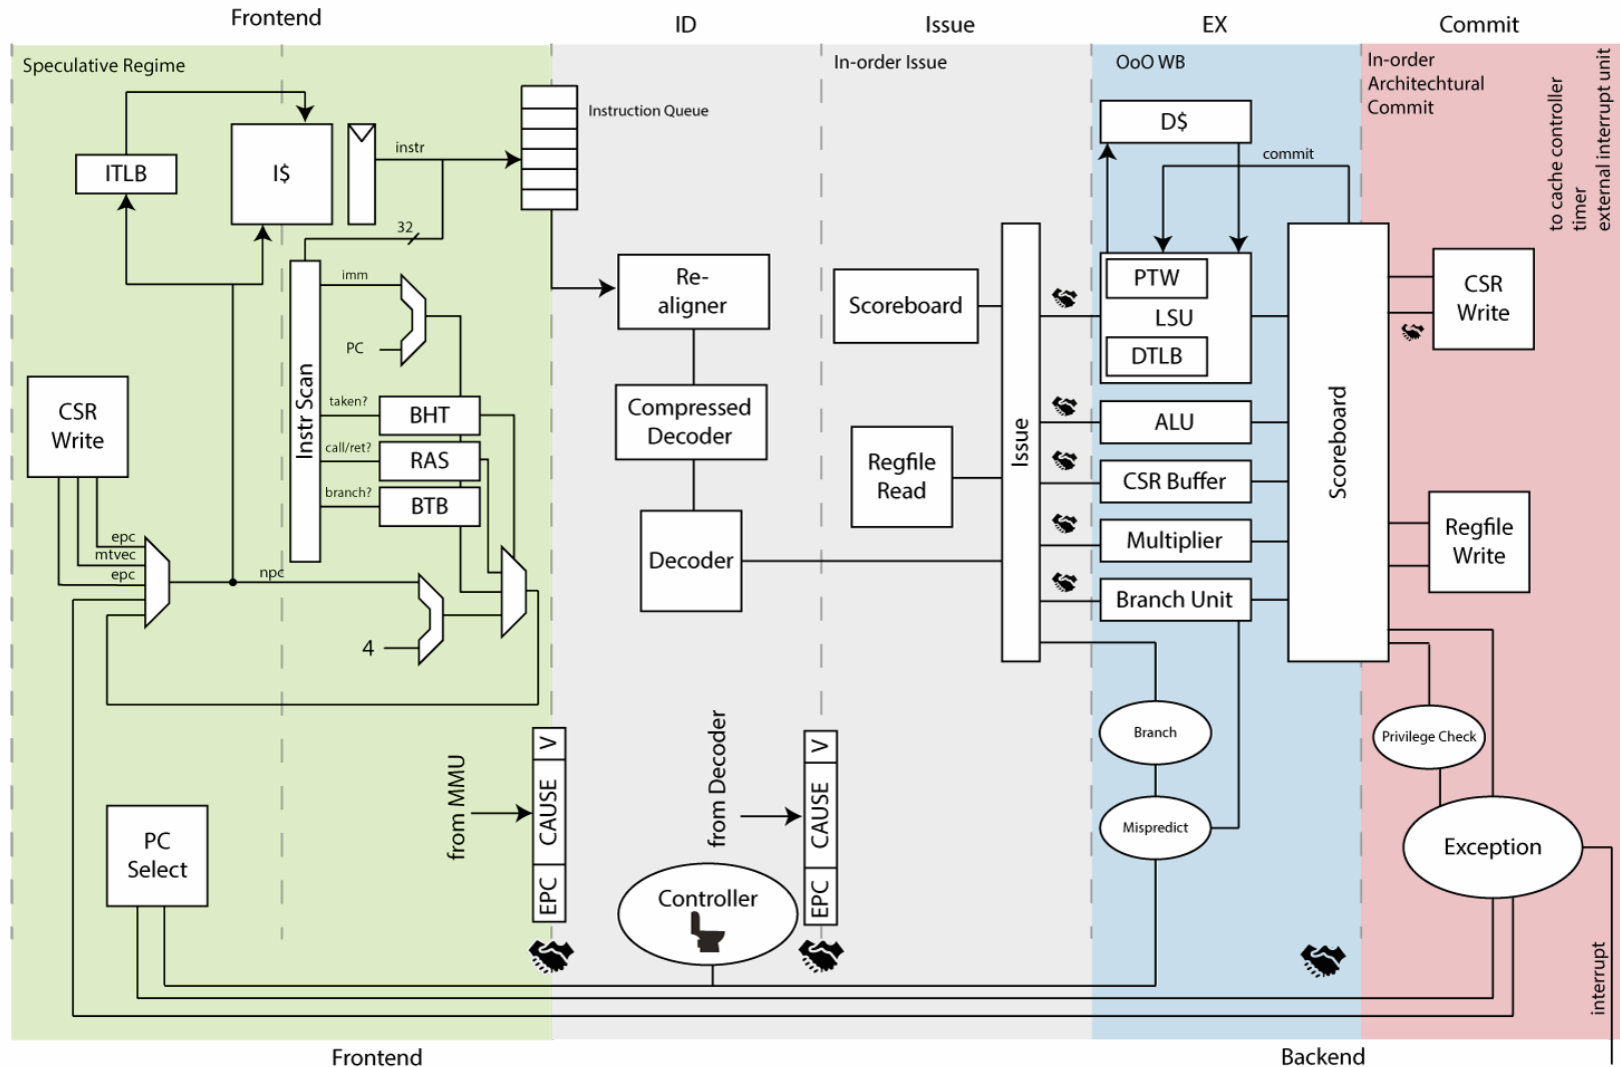 Frontend
ID
Issue
EX
Commit
Speculative Regime
In-order Issue
OoO WB
In-order
Architechtural
Commit
to cache controller
timer
external interrupt unit
Instruction Queue
D$
commit
instr
ITLB
I$
32
imm
PC
Instr Scan
Re-
aligner
Scoreboard
PTW
LSU
DTLB
CSR
Write
CSR
Write
taken?
BHT
call/ret?
RAS
branch?
BTB
Compressed
Decoder
Regfile
Read
Issue
ALU
CSR Buffer
Multiplier
Branch Unit
Scoreboard
Regfile
Write
Decoder
epc
mtvec
epc
npc
4
from MMU
V
CAUSE
EPC
from Decoder
V
CAUSE
EPC
Branch
Mispredict
Privilege Check
Exception
PC
Select
Controller
interrupt
Frontend
Backend